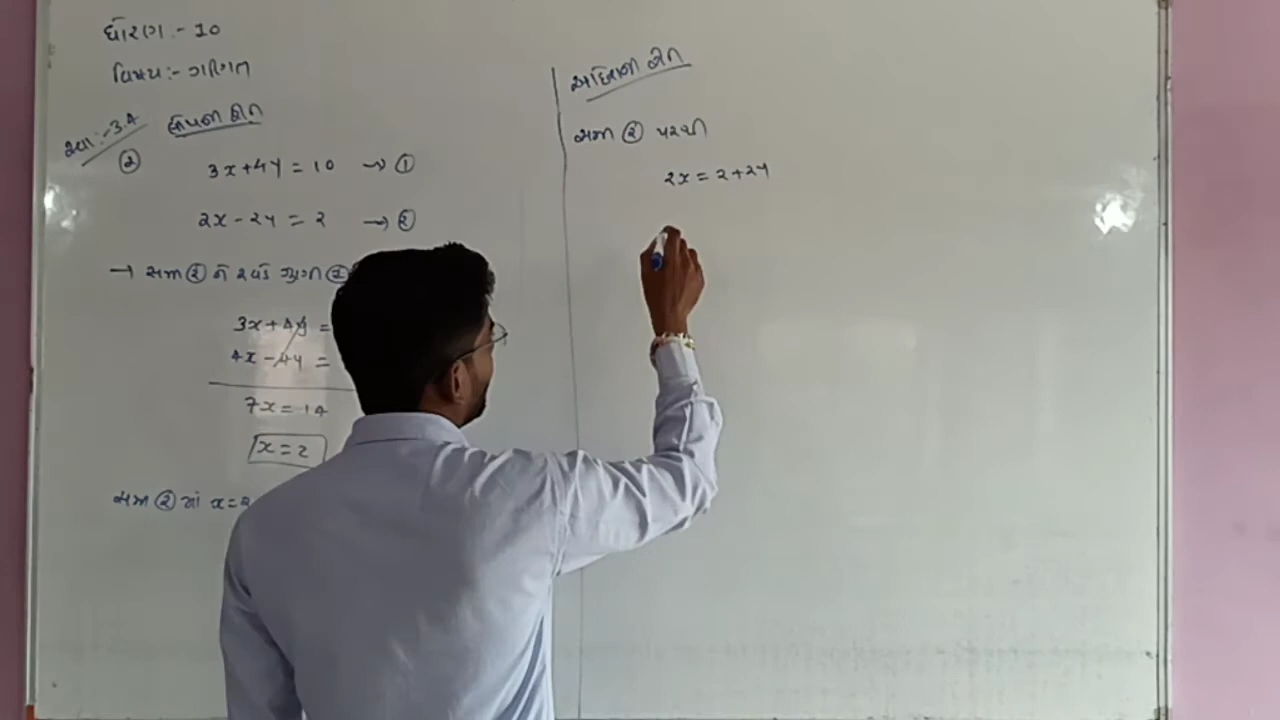 ધોરણ :- 10
વિષય :- ગણિત
સ્વા :- 3.4 લોપની રીત
② 3x+4y = 10 → ①
2x - 2y = 2 → ②
→ સમી ② ને 2 વડે ગુણી
3x+4y =
4x - 4y =
7x = 14
x = 2
સમી ② માં x=2
આદેશની રીત
સમી ② પરથી
2x = 2+2y